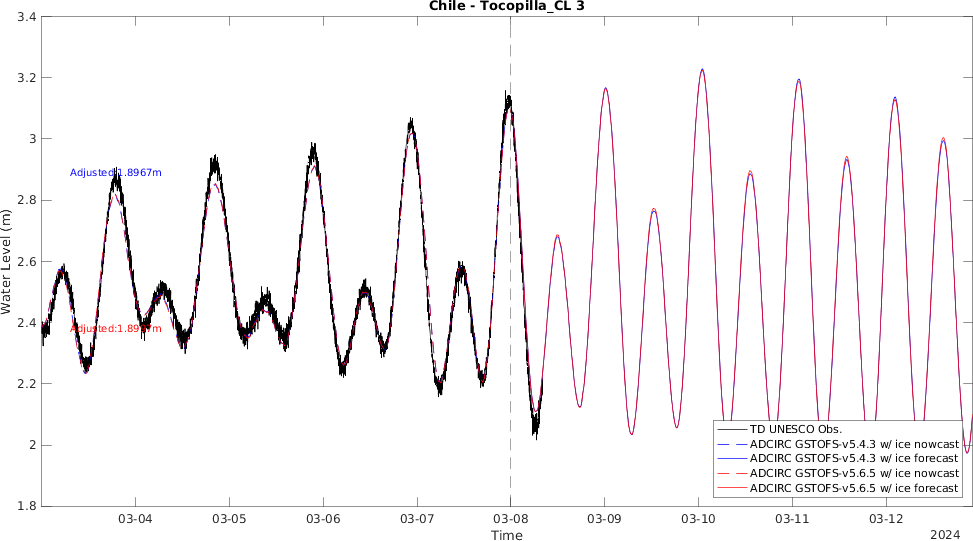 Chile - Tocopilla_CL 3
3.4
3.2
3
2.8
2.6
2.4
2.2
2
1.8
Water Level (m)
Adjusted:1.8967m
03-04
03-05
03-06
03-07
03-08
03-09
03-10
03-11
03-12
Time
2024
TD UNESCO Obs.
ADCIRC GSTOFS-v5.4.3 w/ ice nowcast
ADCIRC GSTOFS-v5.4.3 w/ ice forecast
ADCIRC GSTOFS-v5.6.5 w/ ice nowcast
ADCIRC GSTOFS-v5.6.5 w/ ice forecast